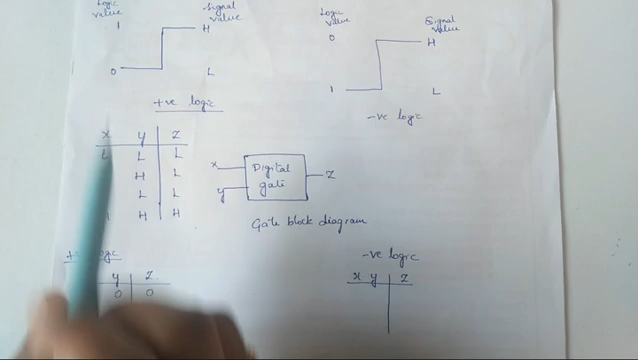 Logic value
Signal value
1
H
0
L
+ve logic
Logic value
Signal value
0
H
1
L
-ve logic
x y z
L L L
H L
L L
H H
x
y
Digital gate
z
Gate block diagram
y z
0 0
-ve logic
x y z